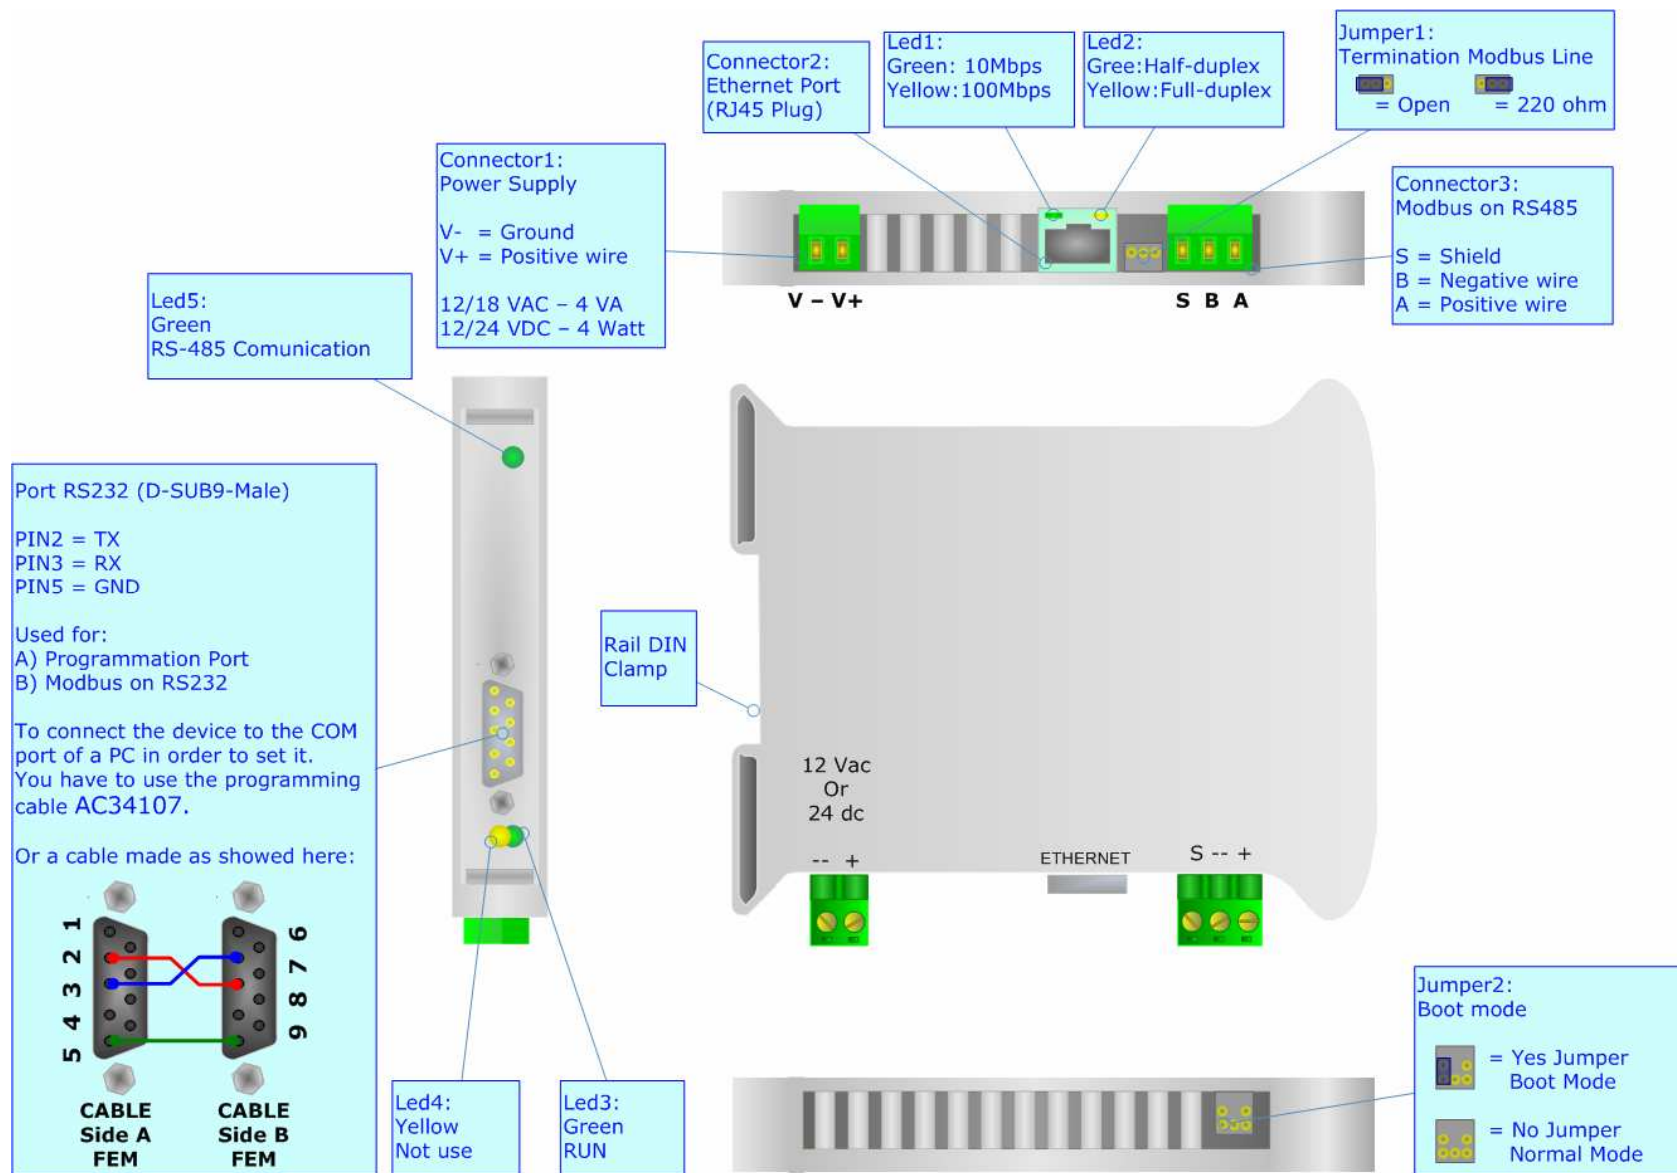 Connector2:
Ethernet Port
(RJ45 Plug)
Led1:
Green: 10Mbps
Yellow:100Mbps
Led2:
Gree:Half-duplex
Yellow:Full-duplex
Jumper1:
Termination Modbus Line
= Open
= 220 ohm
Connector1:
Power Supply
V- = Ground
V+ = Positive wire
12/18 VAC – 4 VA
12/24 VDC – 4 Watt
Connector3:
Modbus on RS485
S = Shield
B = Negative wire
A = Positive wire
V – V+
S B A
Led5:
Green
RS-485 Comunication
Port RS232 (D-SUB9-Male)
PIN2 = TX
PIN3 = RX
PIN5 = GND
Used for:
A) Programmation Port
B) Modbus on RS232
To connect the device to the COM
port of a PC in order to set it.
You have to use the programming
cable AC34107.
Or a cable made as showed here:
1
2
3
4
5
6
7
8
9
CABLE
Side A
FEM
CABLE
Side B
FEM
Rail DIN
Clamp
12 Vac
Or
24 dc
-- +
ETHERNET
S -- +
Led4:
Yellow
Not use
Led3:
Green
RUN
Jumper2:
Boot mode
= Yes Jumper
Boot Mode
= No Jumper
Normal Mode